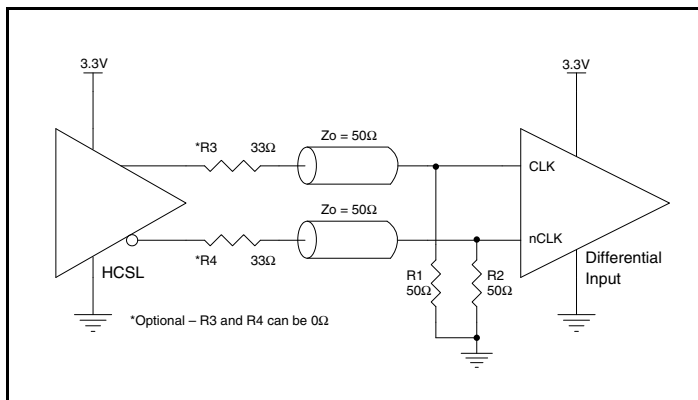 3.3V
3.3V
*R3 33Ω
Zo = 50Ω
CLK
Zo = 50Ω
nCLK
HCSL
*R4 33Ω
R1
50Ω
R2
50Ω
Differential
Input
*Optional – R3 and R4 can be 0Ω